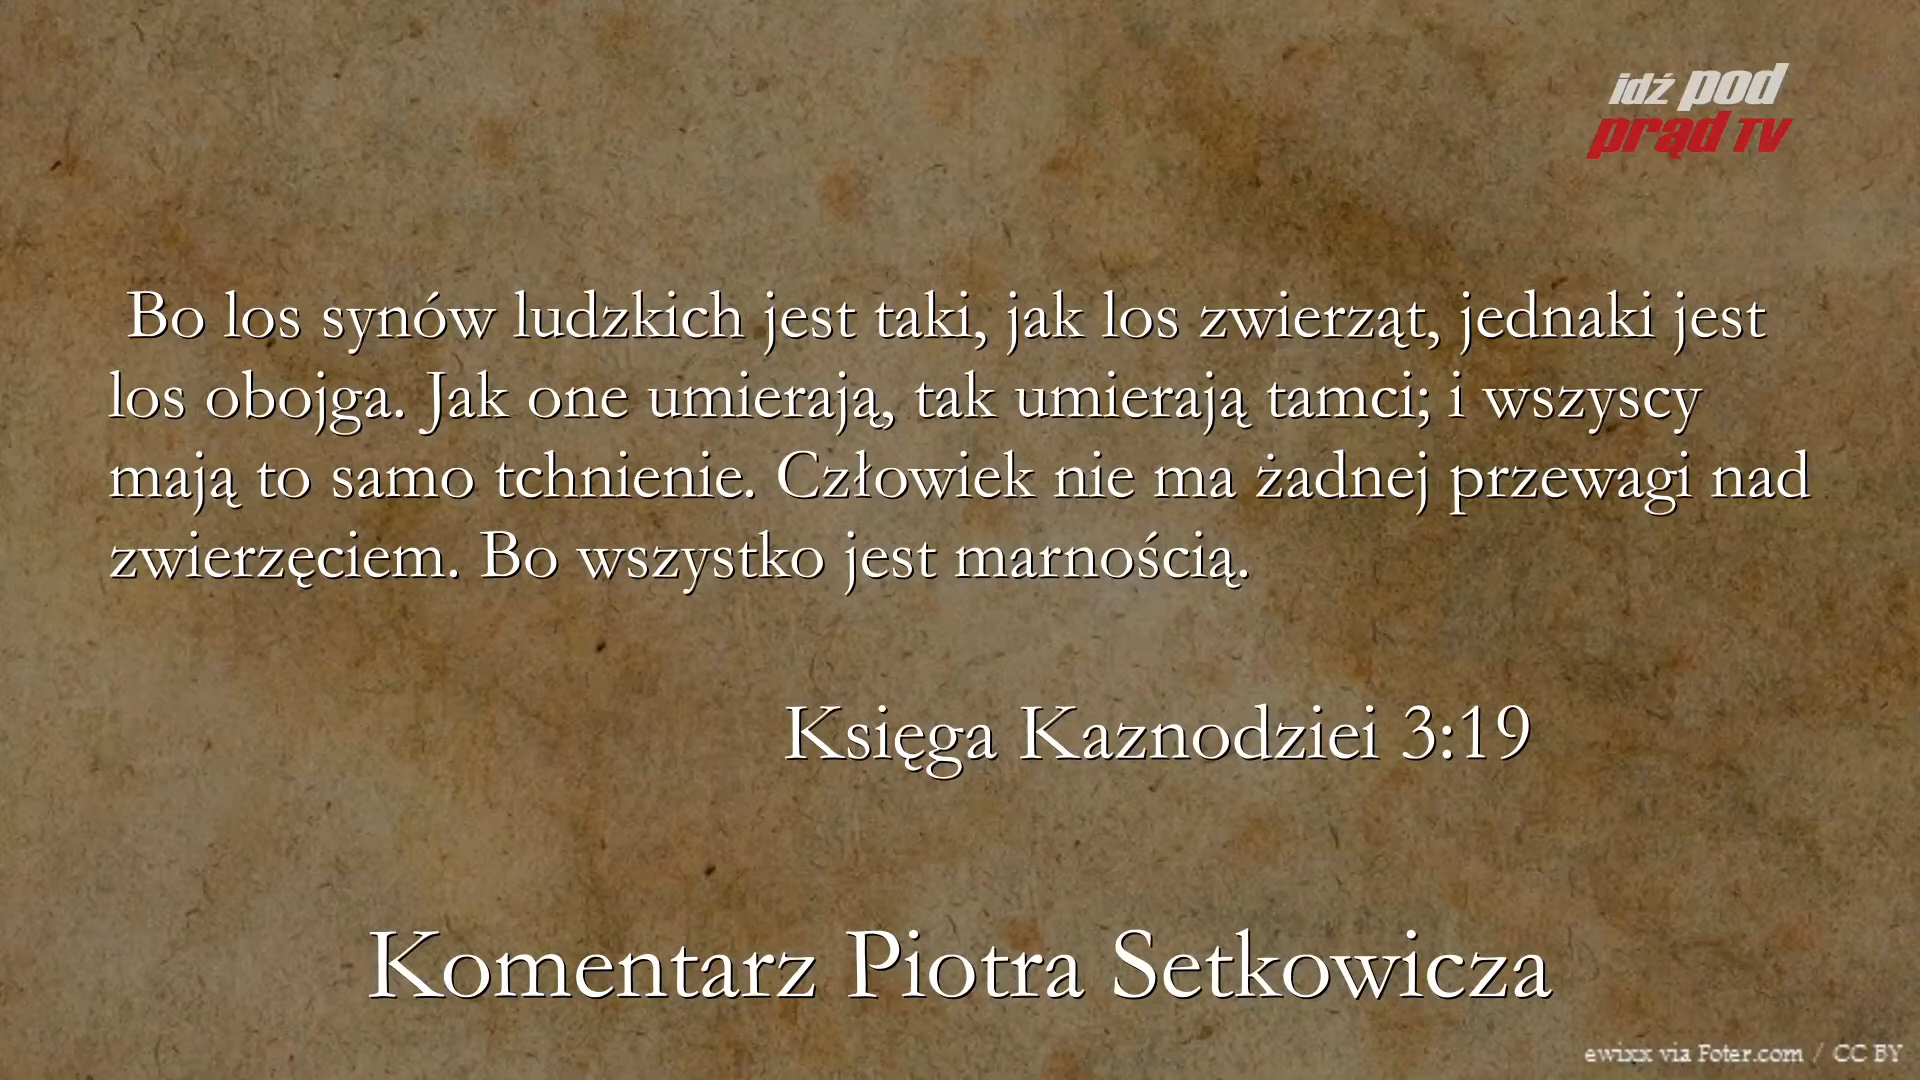 idź pod
prąd TV
Bo los synów ludzkich jest taki, jak los zwierząt, jednaki jest
los obojga. Jak one umierają, tak umierają tamci; i wszyscy
mają to samo tchnienie. Człowiek nie ma żadnej przewagi nad
zwierzęciem. Bo wszystko jest marnością.
Księga Kaznodziei 3:19
Komentarz Piotra Setkowicza
ewixx via Foter.com / CC BY